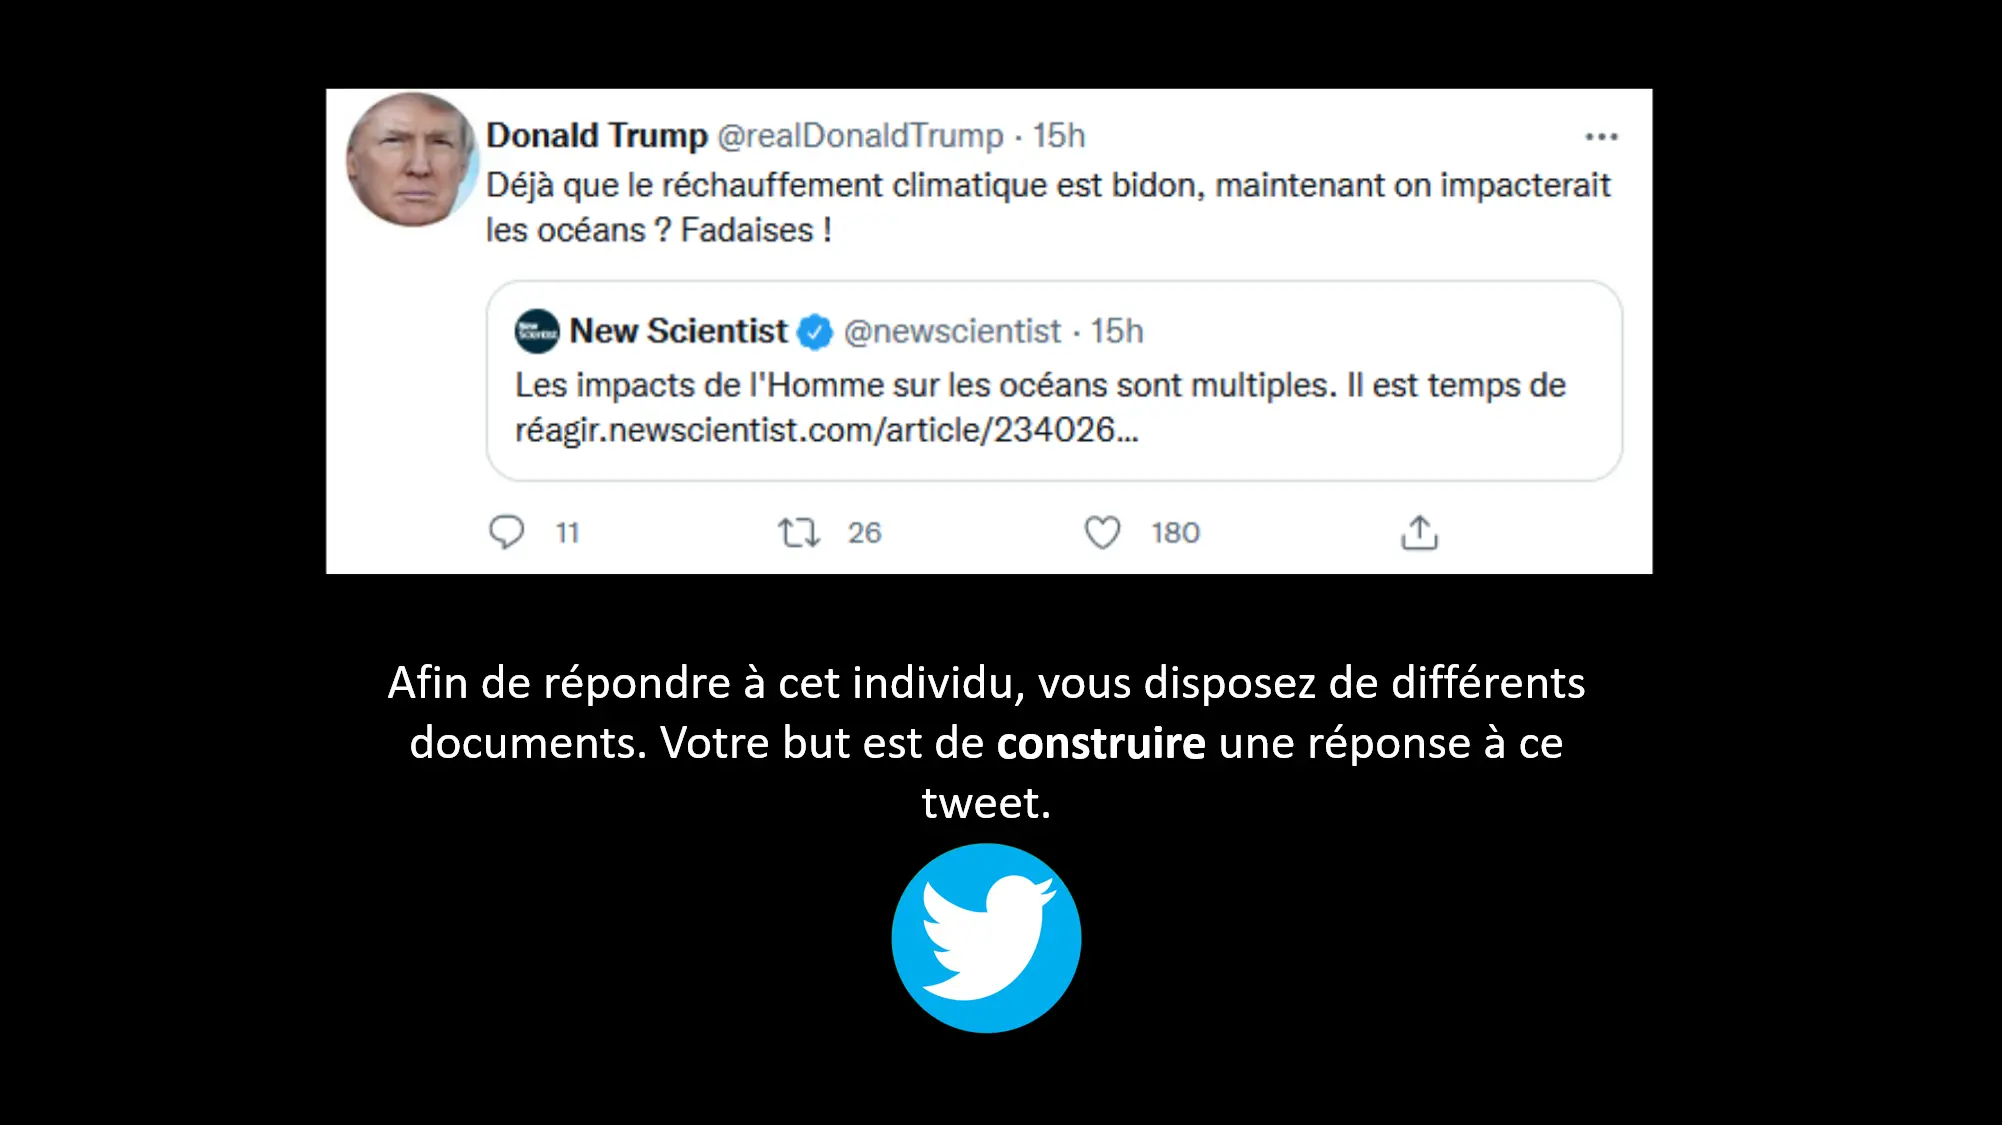 Donald Trump @realDonaldTrump · 15h
Déjà que le réchauffement climatique est bidon, maintenant on impacterait
les océans ? Fadaises !
New Scientist
New Scientist @newscientist · 15h
Les impacts de l'Homme sur les océans sont multiples. Il est temps de
réagir.newscientist.com/article/234026...
11 26 180
Afin de répondre à cet individu, vous disposez de différents
documents. Votre but est de construire une réponse à ce
tweet.